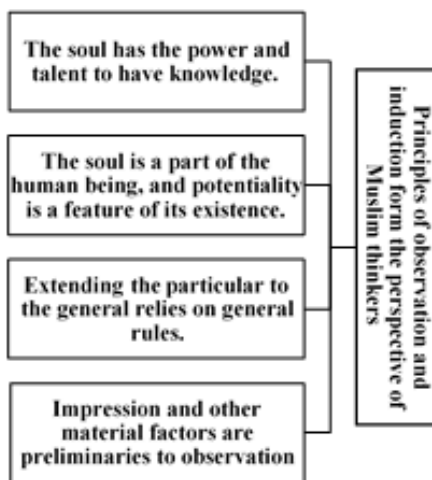 The soul has the power and
talent to have knowledge.
The soul is a part of the
human being, and potentiality
is a feature of its existence.
Extending the particular to
the general relies on general
rules.
Impression and other
material factors are
preliminaries to observation
Principles of observation and
induction form the perspective of
Muslim thinkers